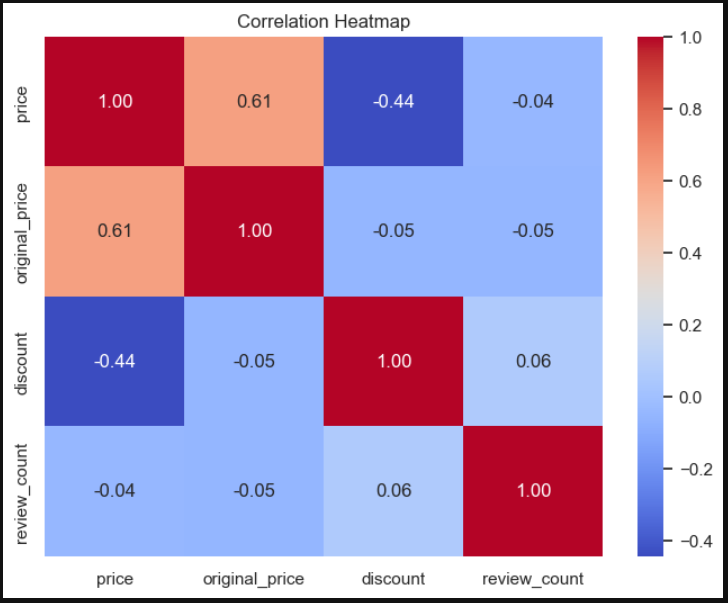 Correlation Heatmap
price 1.00 0.61 -0.44 -0.04
original_price 0.61 1.00 -0.05 -0.05
discount -0.44 -0.05 1.00 0.06
review_count -0.04 -0.05 0.06 1.00
price original_price discount review_count
1.0
0.8
0.6
0.4
0.2
0.0
−0.2
−0.4